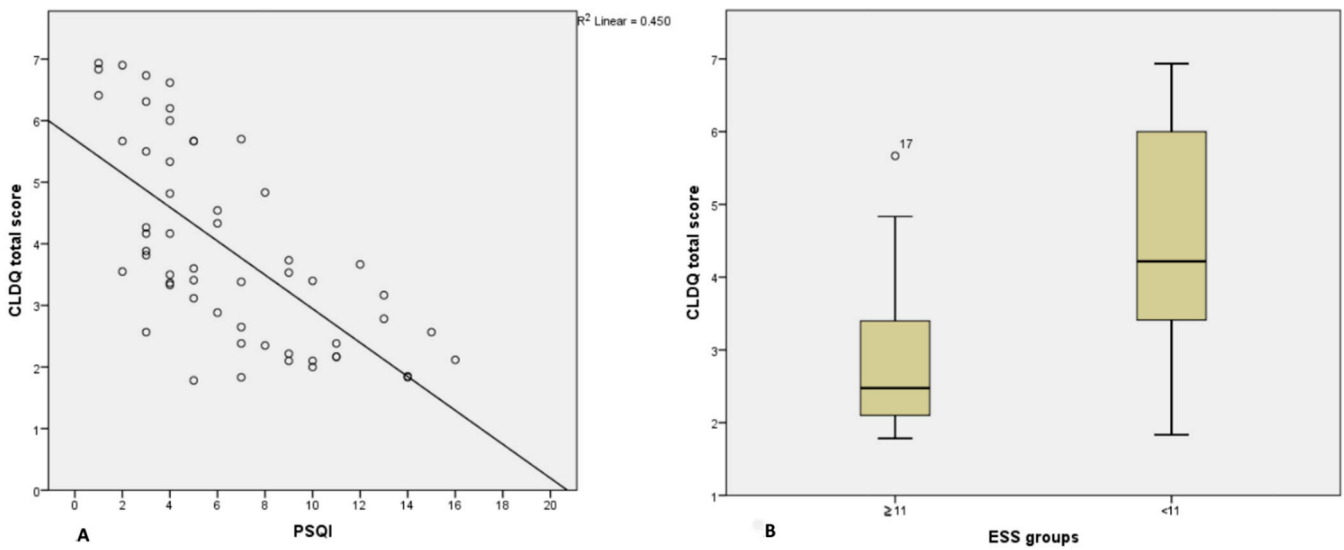 R² Linear = 0.450
CLDQ total score
7
6
5
4
3
2
1
0
0 2 4 6 8 10 12 14 16 18 20
PSQI
A
CLDQ total score
7
6
5
4
3
2
1
17
≥11 <11
ESS groups
B